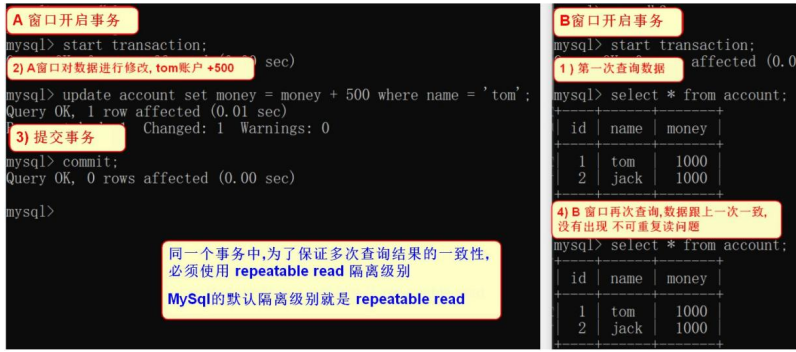 A 窗口开启事务
mysql> start transaction;
sec)
2) A窗口对数据进行修改, tom账户 +500
mysql> update account set money = money + 500 where name = 'tom';
Query OK, 1 row affected (0.01 sec)
Changed: 1 Warnings: 0
3) 提交事务
mysql> commit;
Query OK, 0 rows affected (0.00 sec)
mysql>
同一个事务中,为了保证多次查询结果的一致性,
必须使用 repeatable read 隔离级别
MySql的默认隔离级别就是 repeatable read
B窗口开启事务
mysql> start transaction;
affected (0.0
1 ) 第一次查询数据
mysql> select * from account;
+----+------+-------+
| id | name | money |
+----+------+-------+
| 1 | tom | 1000 |
| 2 | jack | 1000 |
+----+------+-------+
4) B 窗口再次查询,数据跟上一次一致,
没有出现 不可重复读问题
mysql> select * from account;
+----+------+-------+
| id | name | money |
+----+------+-------+
| 1 | tom | 1000 |
| 2 | jack | 1000 |
+----+------+-------+